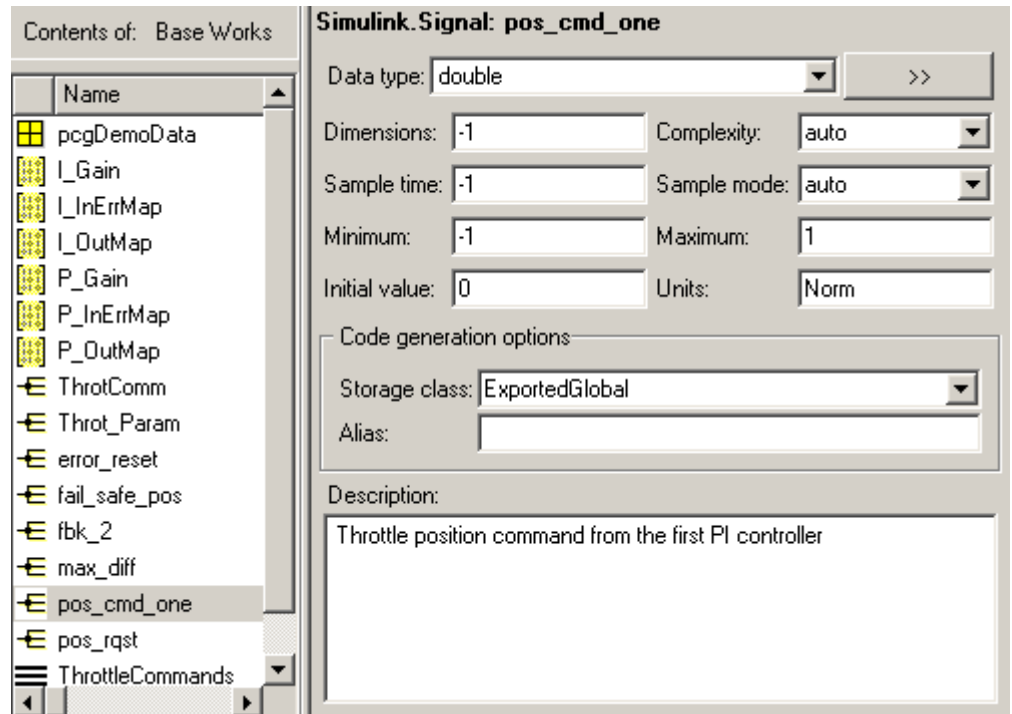 Contents of: Base Works
Name
pcgDemoData
I_Gain
I_InErrMap
I_OutMap
P_Gain
P_InErrMap
P_OutMap
ThrotComm
Throt_Param
error_reset
fail_safe_pos
fbk_2
max_diff
pos_cmd_one
pos_rqst
ThrottleCommands
Simulink.Signal: pos_cmd_one
Data type: double >>
Dimensions: -1 Complexity: auto
Sample time: -1 Sample mode: auto
Minimum: -1 Maximum: 1
Initial value: 0 Units: Norm
Code generation options
Storage class: ExportedGlobal
Alias:
Description:
Throttle position command from the first PI controller